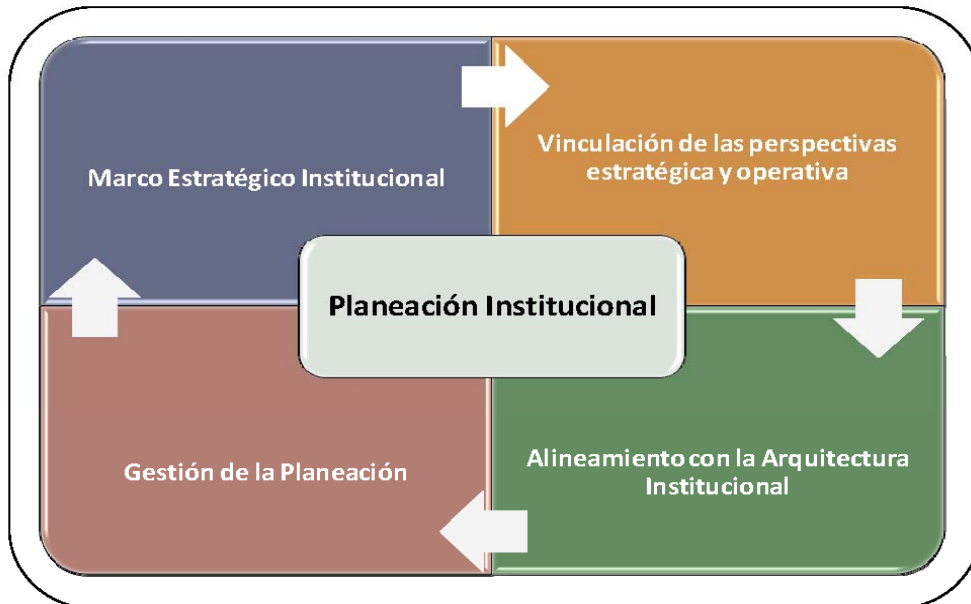 Marco Estratégico Institucional
Vinculación de las perspectivas
estratégica y operativa
Planeación Institucional
Gestión de la Planeación
Alineamiento con la Arquitectura
Institucional